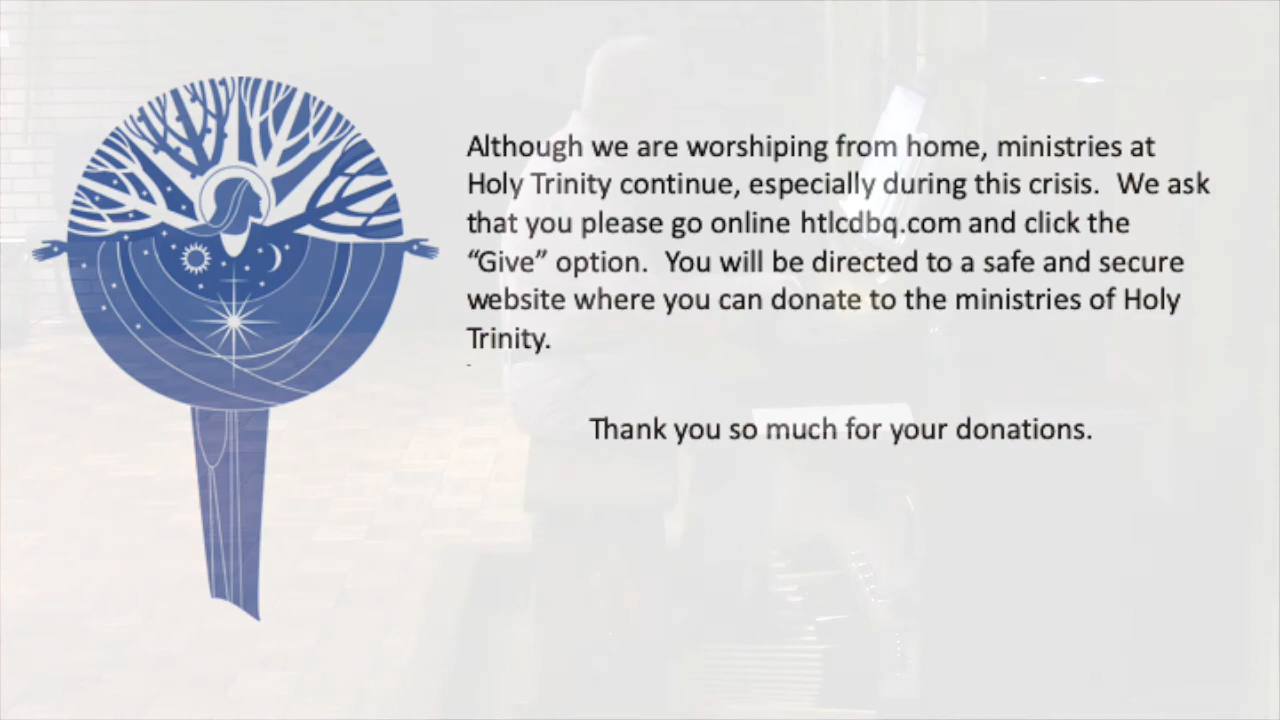 Although we are worshiping from home, ministries at
Holy Trinity continue, especially during this crisis. We ask
that you please go online htlcdbq.com and click the
“Give” option. You will be directed to a safe and secure
website where you can donate to the ministries of Holy
Trinity.
Thank you so much for your donations.